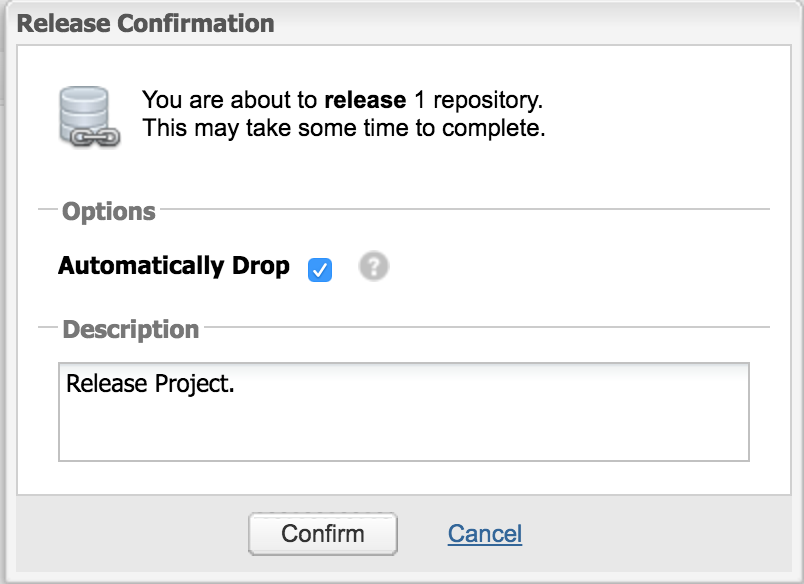 Release Confirmation
You are about to release 1 repository.
This may take some time to complete.
Options
Automatically Drop
?
Description
Release Project.
Confirm Cancel